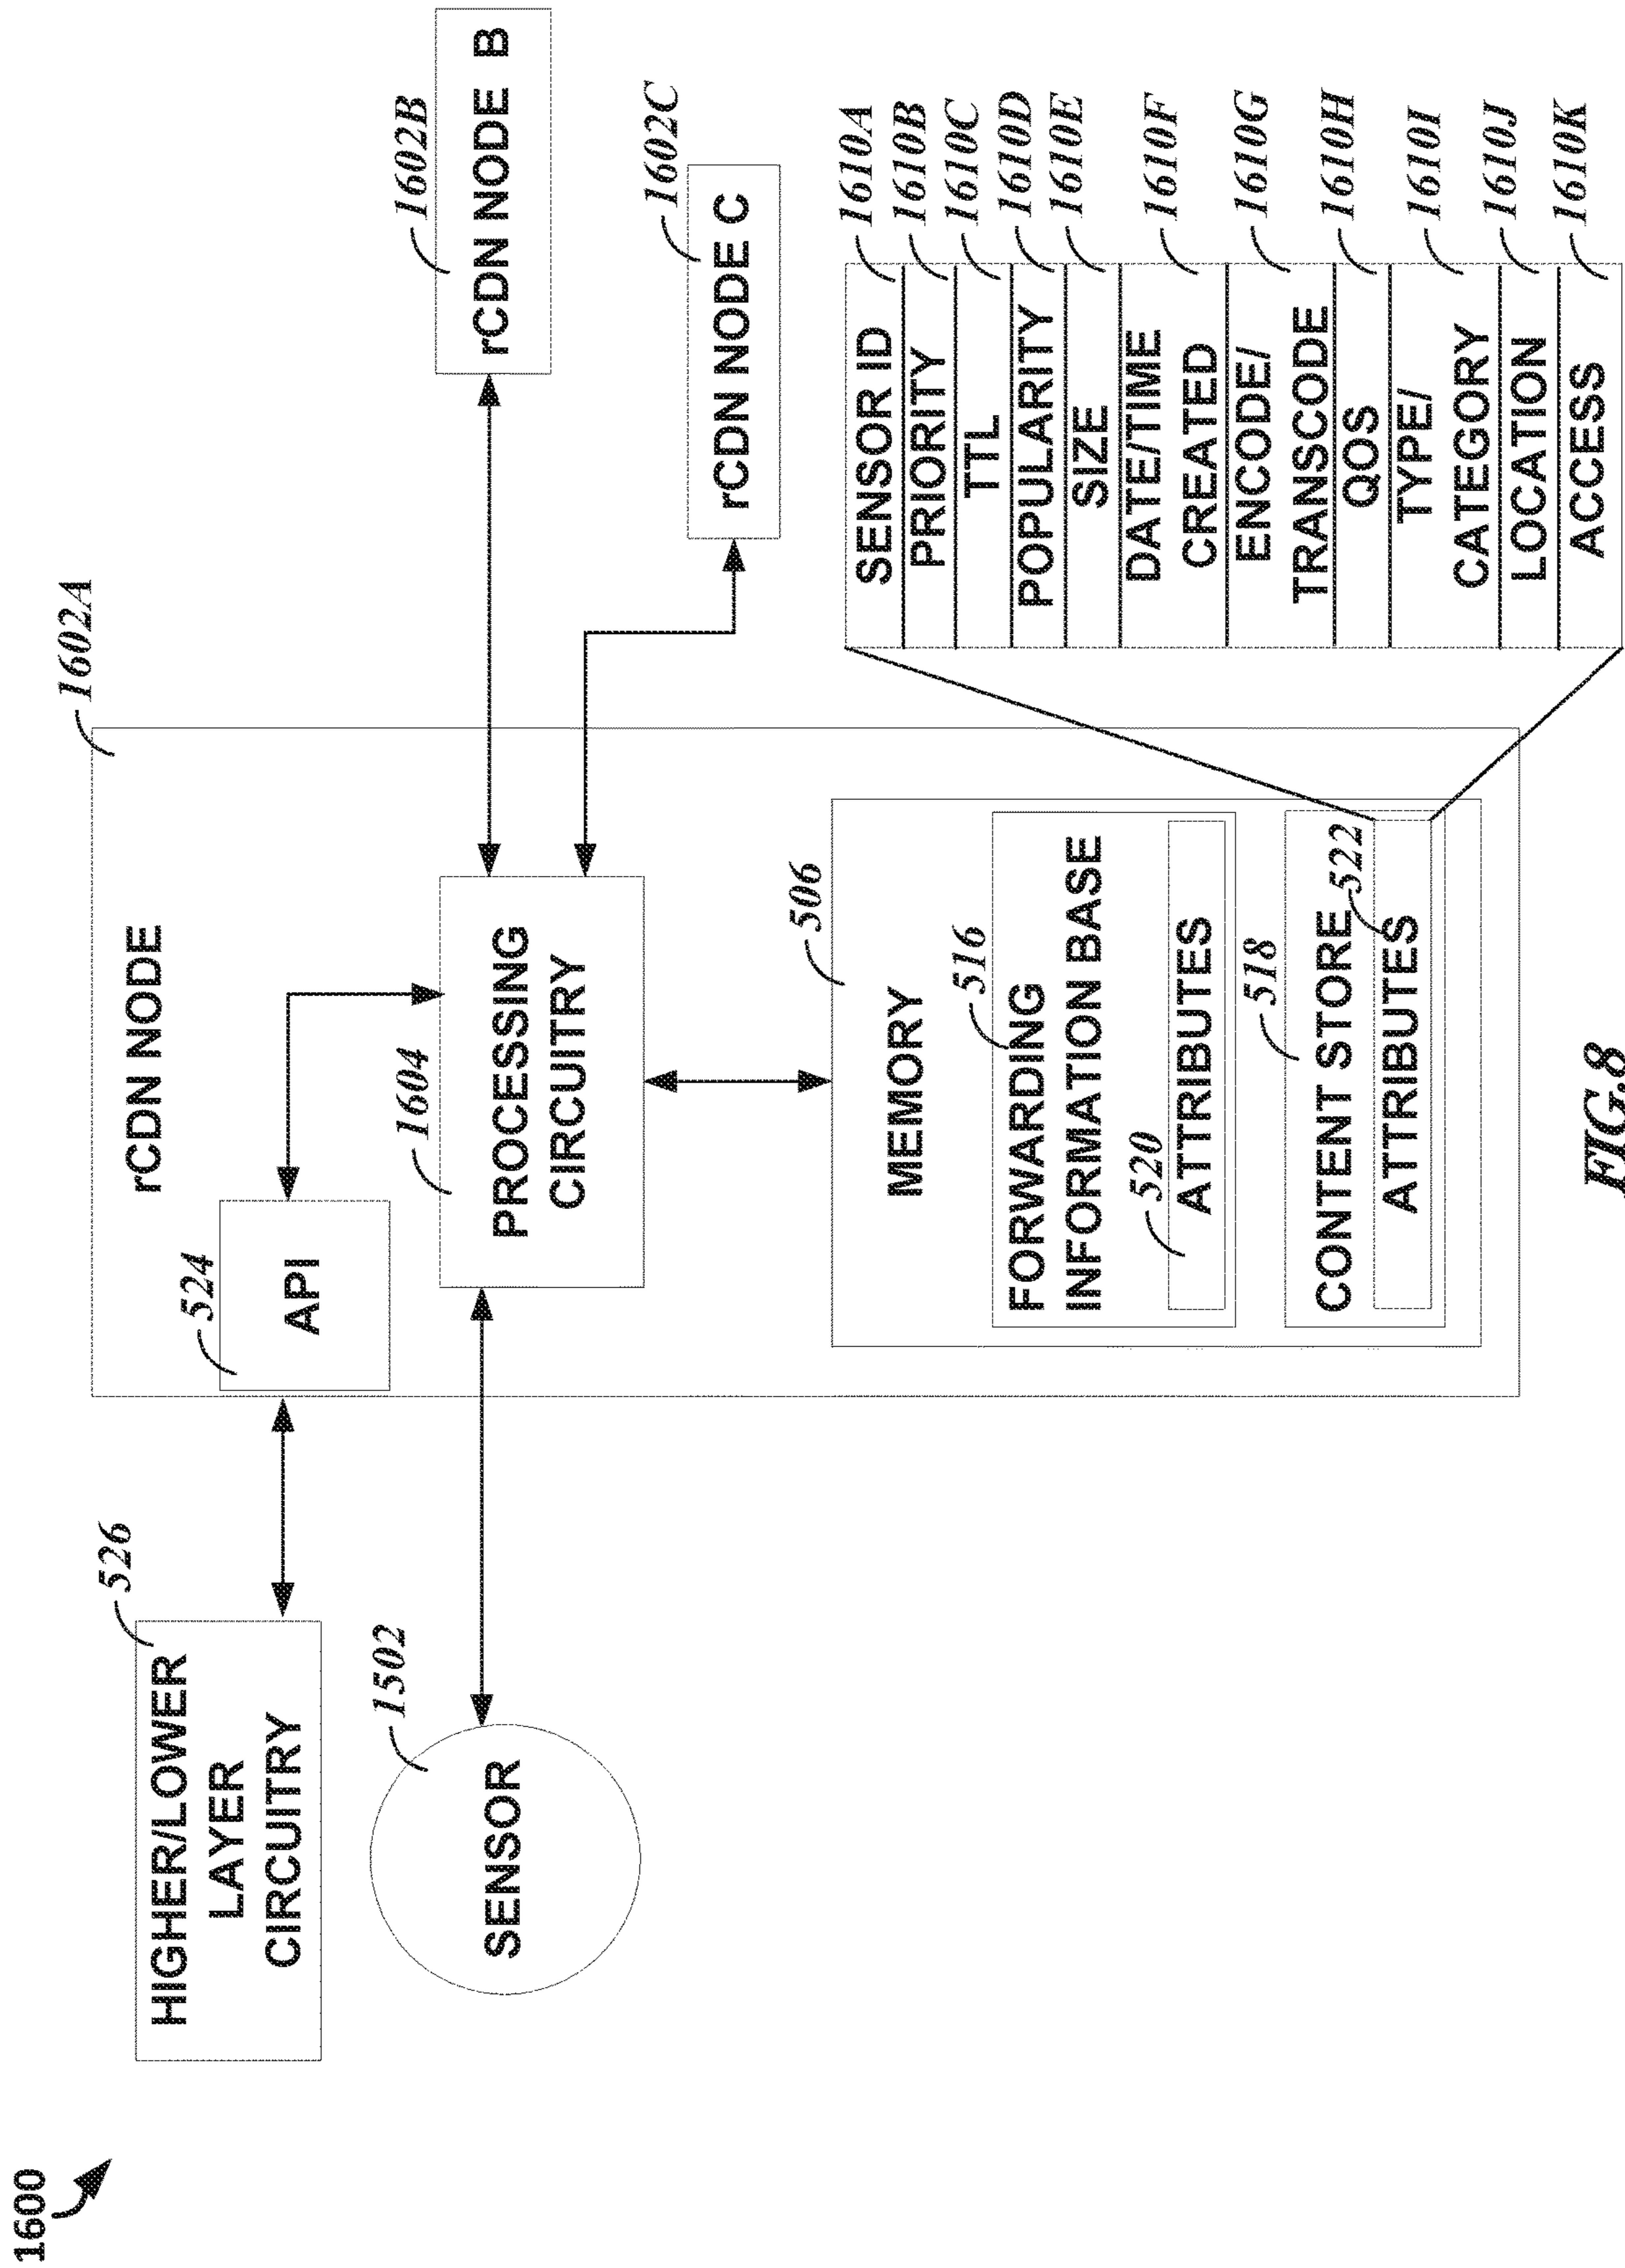 1600
HIGHER/LOWER
LAYER
CIRCUITRY
526
SENSOR
1502
rCDN NODE
1602A
API
524
PROCESSING
CIRCUITRY
1604
MEMORY
506
FORWARDING
INFORMATION BASE
516
ATTRIBUTES
520
CONTENT STORE
518
ATTRIBUTES
522
rCDN NODE B
1602B
rCDN NODE C
1602C
SENSOR ID
1610A
PRIORITY
1610B
TTL
1610C
POPULARITY
1610D
SIZE
1610E
DATE/TIME
CREATED
1610F
ENCODE/
TRANSCODE
1610G
QOS
1610H
TYPE/
CATEGORY
1610I
LOCATION
1610J
ACCESS
1610K
FIG.8